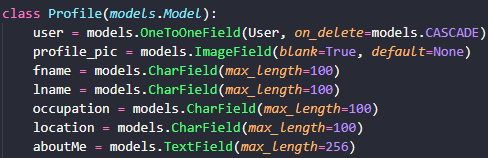 class Profile(models.Model):
    user = models.OneToOneField(User, on_delete=models.CASCADE)
    profile_pic = models.ImageField(blank=True, default=None)
    fname = models.CharField(max_length=100)
    lname = models.CharField(max_length=100)
    occupation = models.CharField(max_length=100)
    location = models.CharField(max_length=100)
    aboutMe = models.TextField(max_length=256)